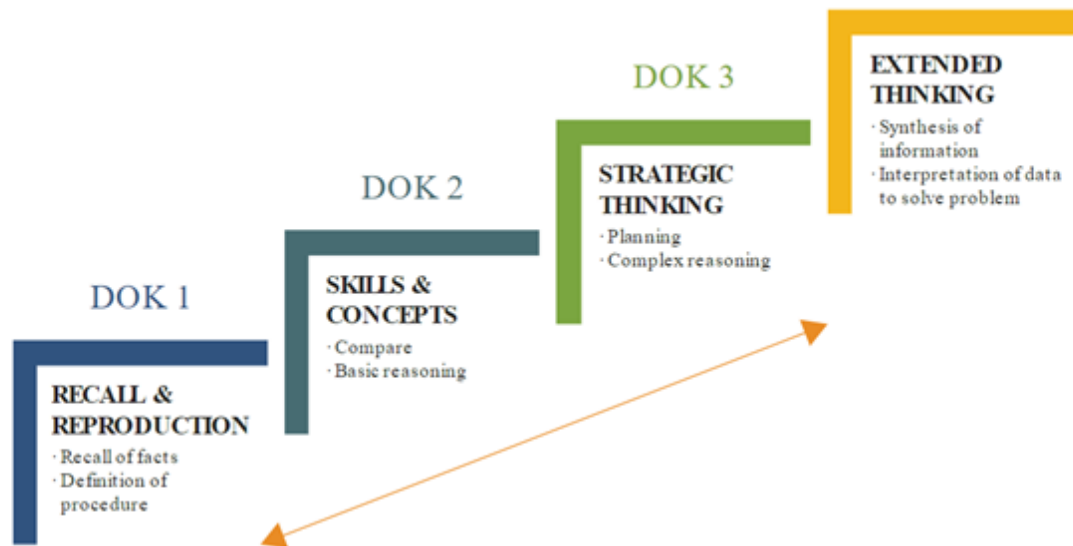 DOK 1
RECALL &
REPRODUCTION
· Recall of facts
· Definition of
procedure
DOK 2
SKILLS &
CONCEPTS
· Compare
· Basic reasoning
DOK 3
STRATEGIC
THINKING
· Planning
· Complex reasoning
EXTENDED
THINKING
· Synthesis of
information
· Interpretation of data
to solve problem